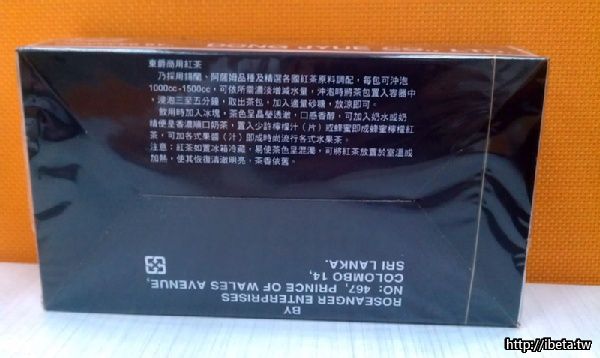 東爵商用紅茶
乃採用錫蘭、阿薩姆品種及精選各國紅茶原料調配，每包可沖泡
1000cc-1500cc，可依所需濃淡增減水量，沖泡時將茶包置入容器中
，浸泡三至五分鐘，取出茶包，加入適量砂糖，放涼即可。
飲用時加入冰塊，茶色呈晶瑩透澈，口感香醇，可加入奶水或奶
精便是香濃順口奶茶，置入少許檸檬汁（片）或蜂蜜即成蜂蜜檸檬紅
茶，可加各式果醬（汁）即成時尚流行各式水果茶。
注意：紅茶如置冰箱冷藏，易使茶色呈混濁，可將紅茶放置於室溫或
加熱，使其恢復清澈明亮，茶香依舊。
BY
ROSEANGER ENTERPRISES
NO: 467, PRINCE OF WALES AVENUE,
COLOMBO 14,
SRI LANKA.
http://ibeta.tw